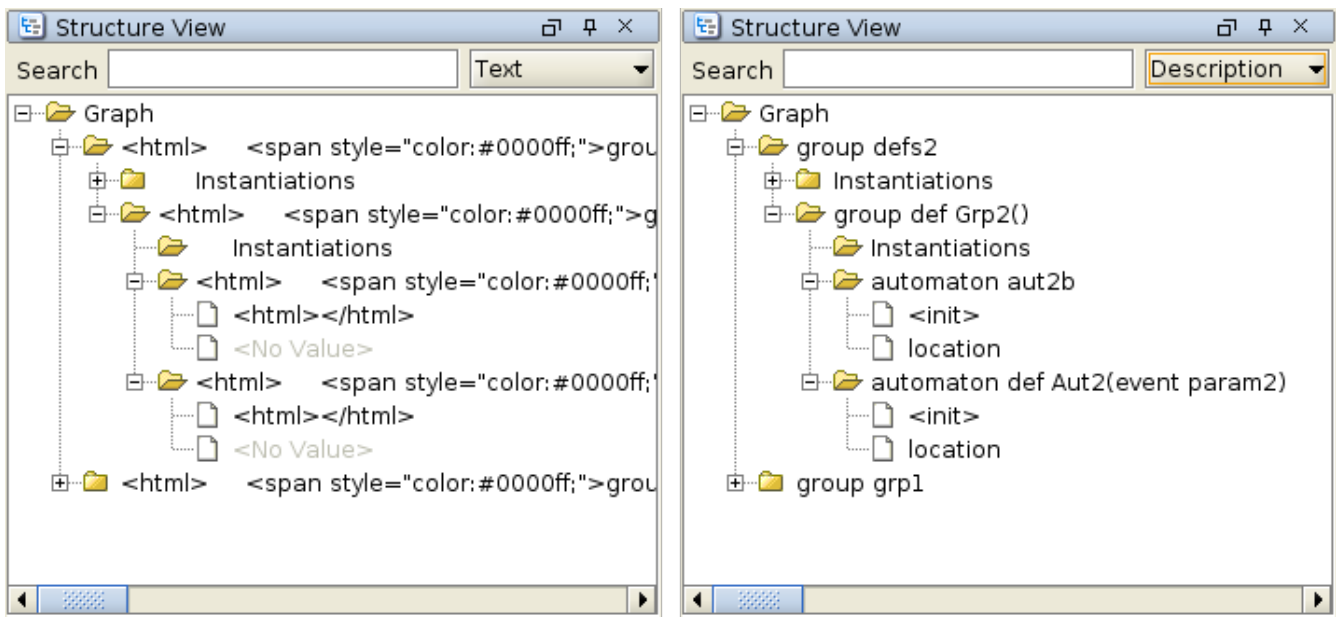 Structure View
Search Text
Graph
<html> <span style="color:#0000ff;">grou
Instantiations
<html> <span style="color:#0000ff;">g
Instantiations
<html> <span style="color:#0000ff;"
<html></html>
<No Value>
<html> <span style="color:#0000ff;"
<html></html>
<No Value>
<html> <span style="color:#0000ff;">grou
Structure View
Search Description
Graph
group defs2
Instantiations
group def Grp2()
Instantiations
automaton aut2b
<init>
location
automaton def Aut2(event param2)
<init>
location
group grp1